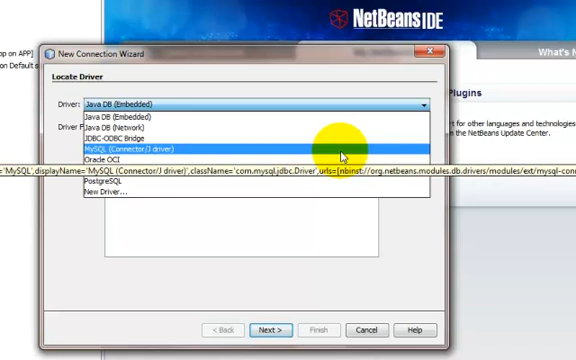 NetBeans IDE
op on APP]
on Default s
New Connection Wizard
What's N
Locate Driver
Plugins
Driver:
Java DB (Embedded)
Java DB (Embedded)
Driver F
Java DB (Network)
rt for other languages and technologies
JDBC-ODBC Bridge
n the NetBeans Update Center.
MySQL (Connector/J driver)
Oracle OCI
='MySQL',displayName='MySQL (Connector/J driver)',className='com.mysql.jdbc.Driver',urls=[nbinst://org.netbeans.modules.db.drivers/modules/ext/mysql-conn
PostgreSQL
New Driver...
< Back
Next >
Finish
Cancel
Help